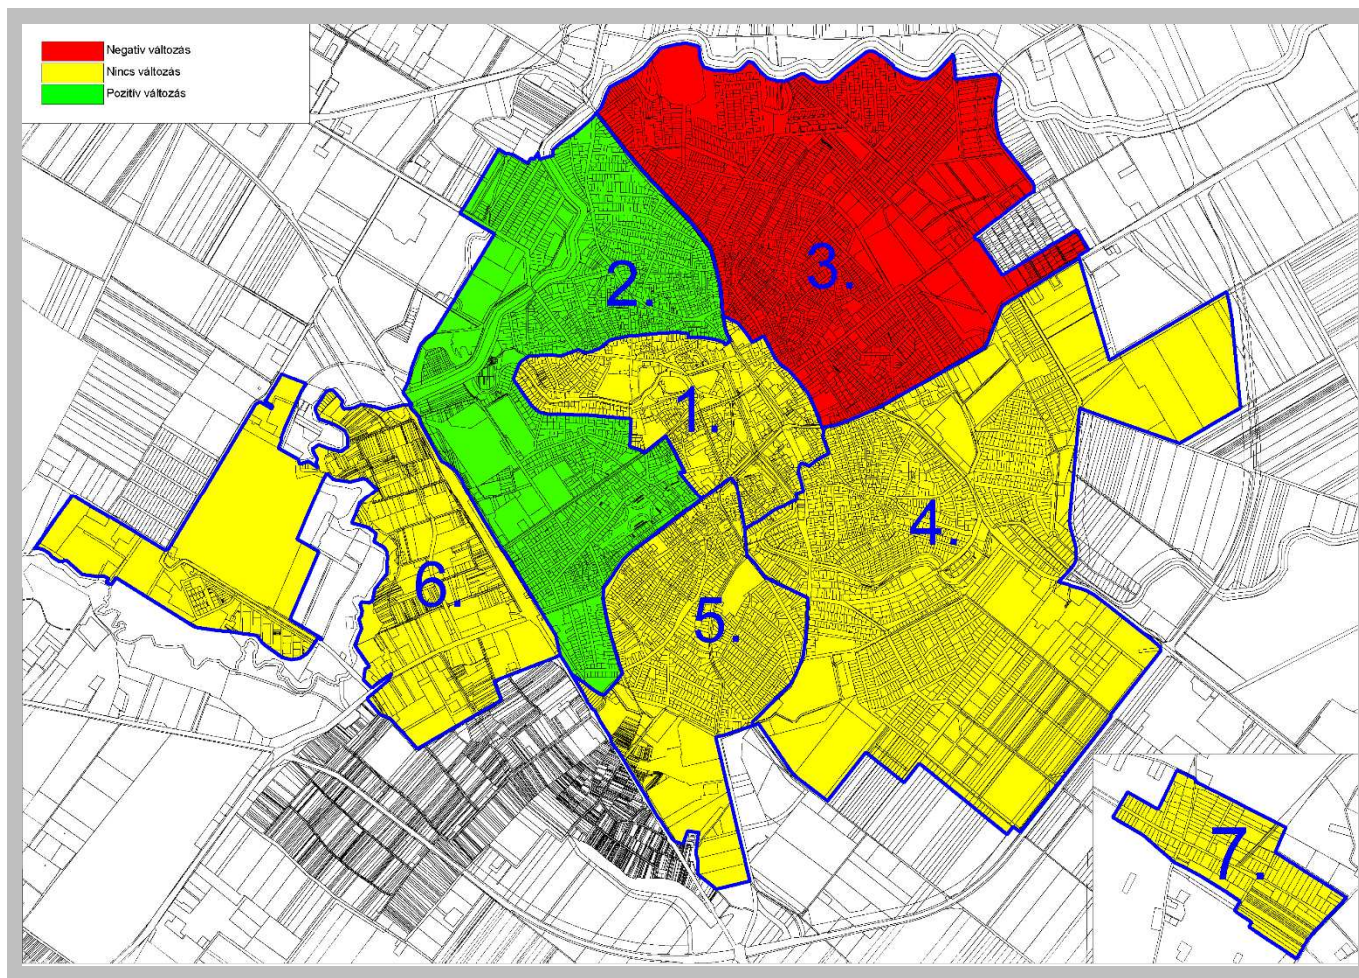 Negatív változás
Nincs változás
Pozitív változás
3.
2.
1.
4.
6.
5.
7.